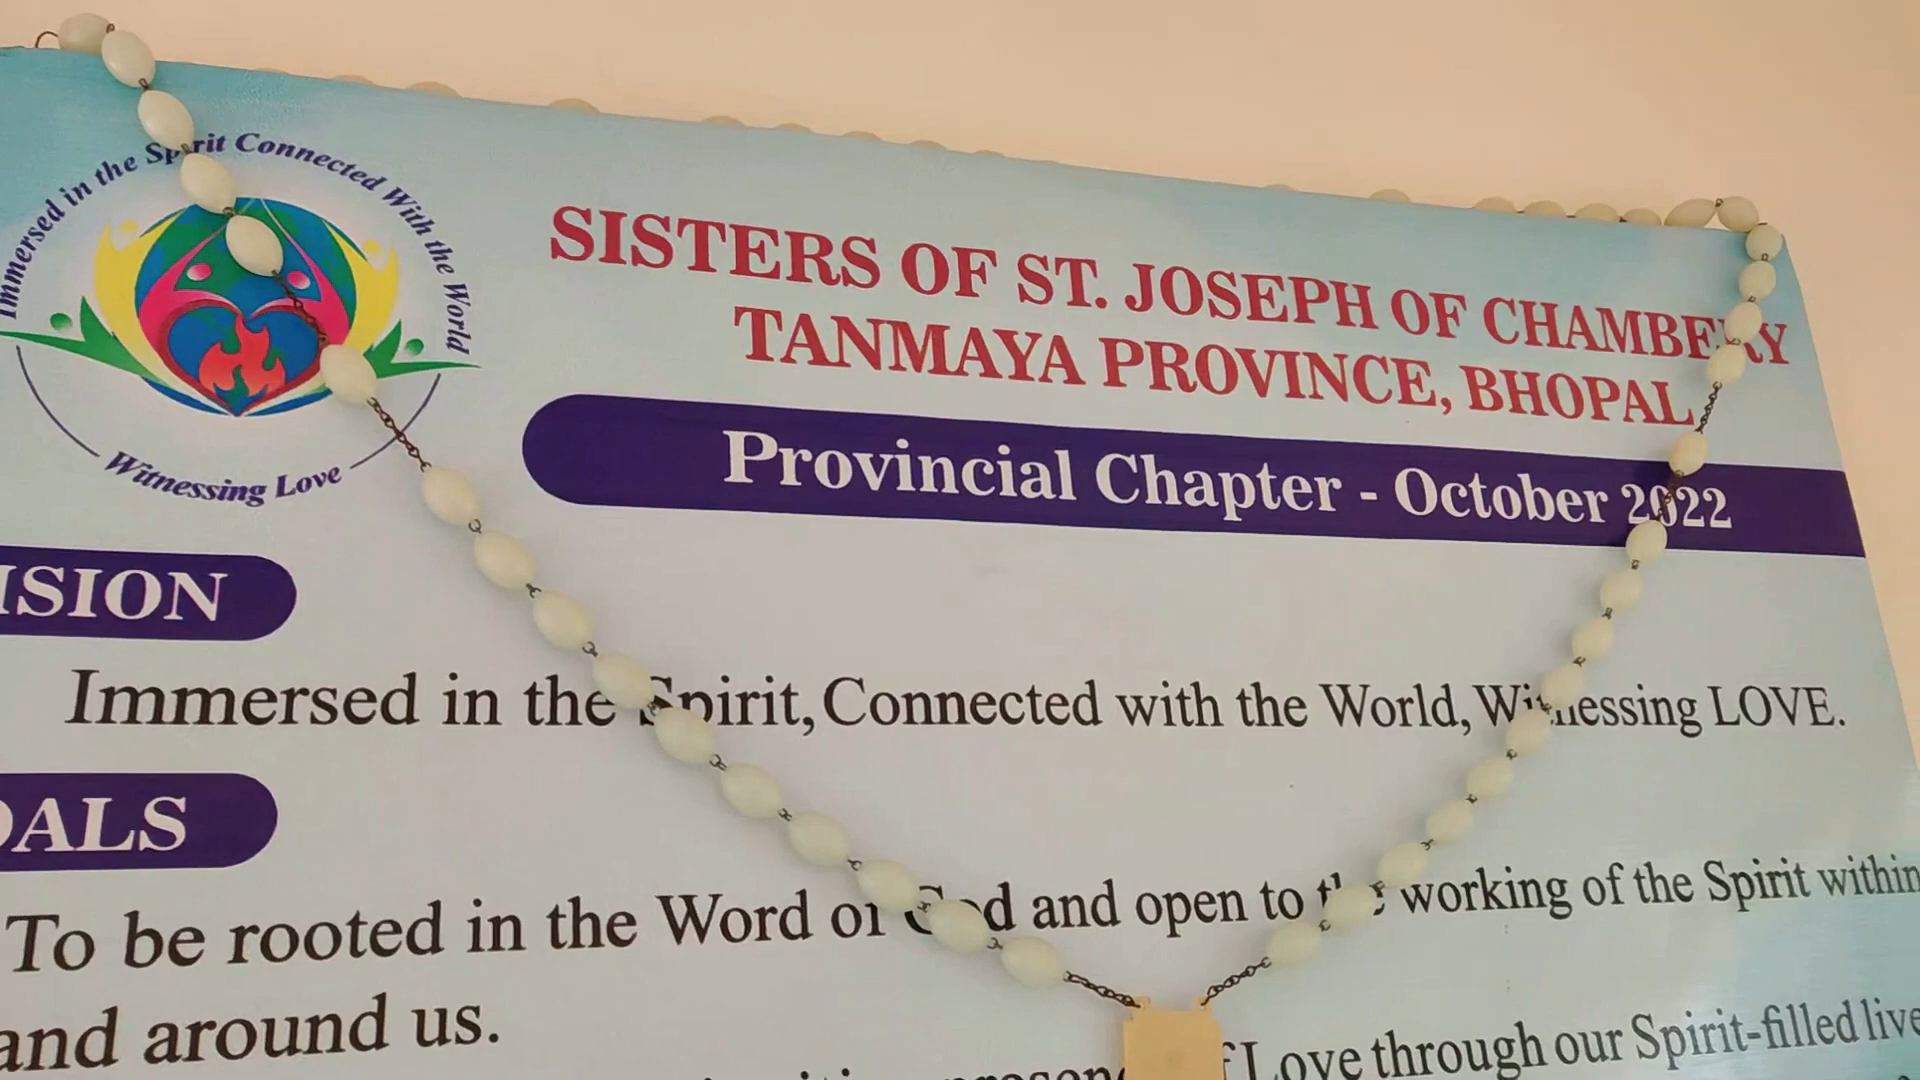 Immersed in the Spirit Connected With the World
Witnessing Love
SISTERS OF ST. JOSEPH OF CHAMBERY
TANMAYA PROVINCE, BHOPAL
Provincial Chapter - October 2022
ISION
Immersed in the Spirit, Connected with the World, Witnessing LOVE.
OALS
To be rooted in the Word of God and open to the working of the Spirit within
and around us.
Love through our Spirit-filled live